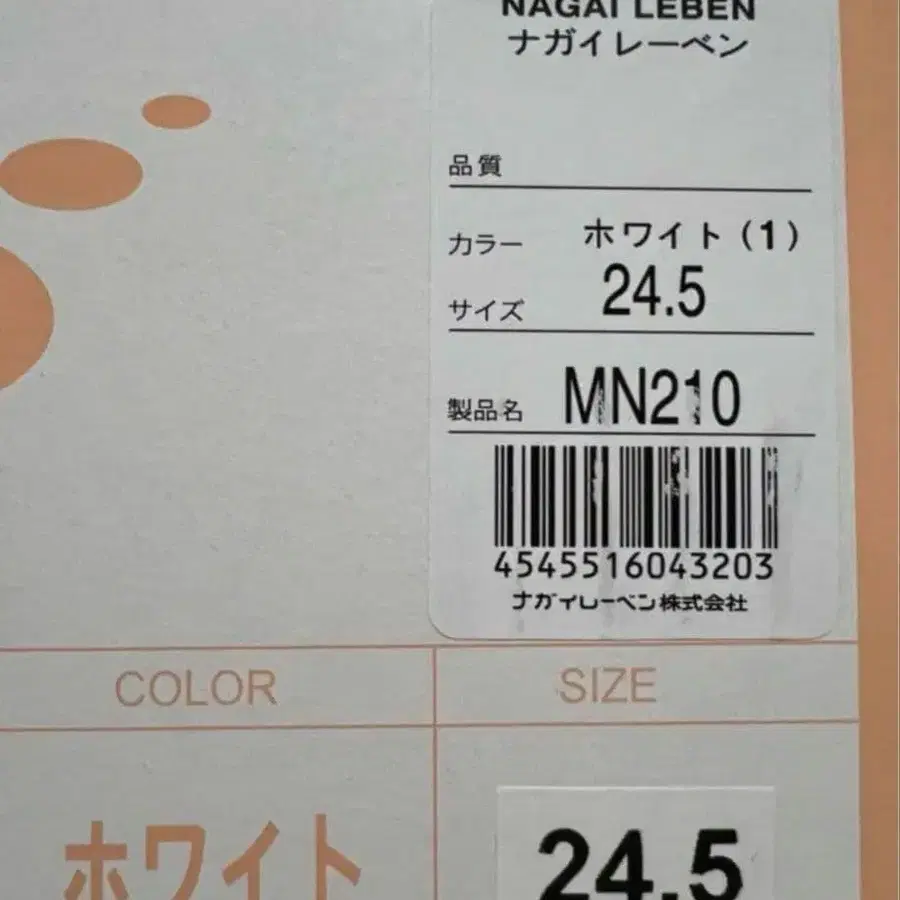 NAGAI LEBEN
ナガイレーベン
品質
カラー ホワイト(1)
サイズ 24.5
製品名 MN210
4545516043203
ナガイレーベン株式会社
COLOR SIZE
ホワイト 24.5